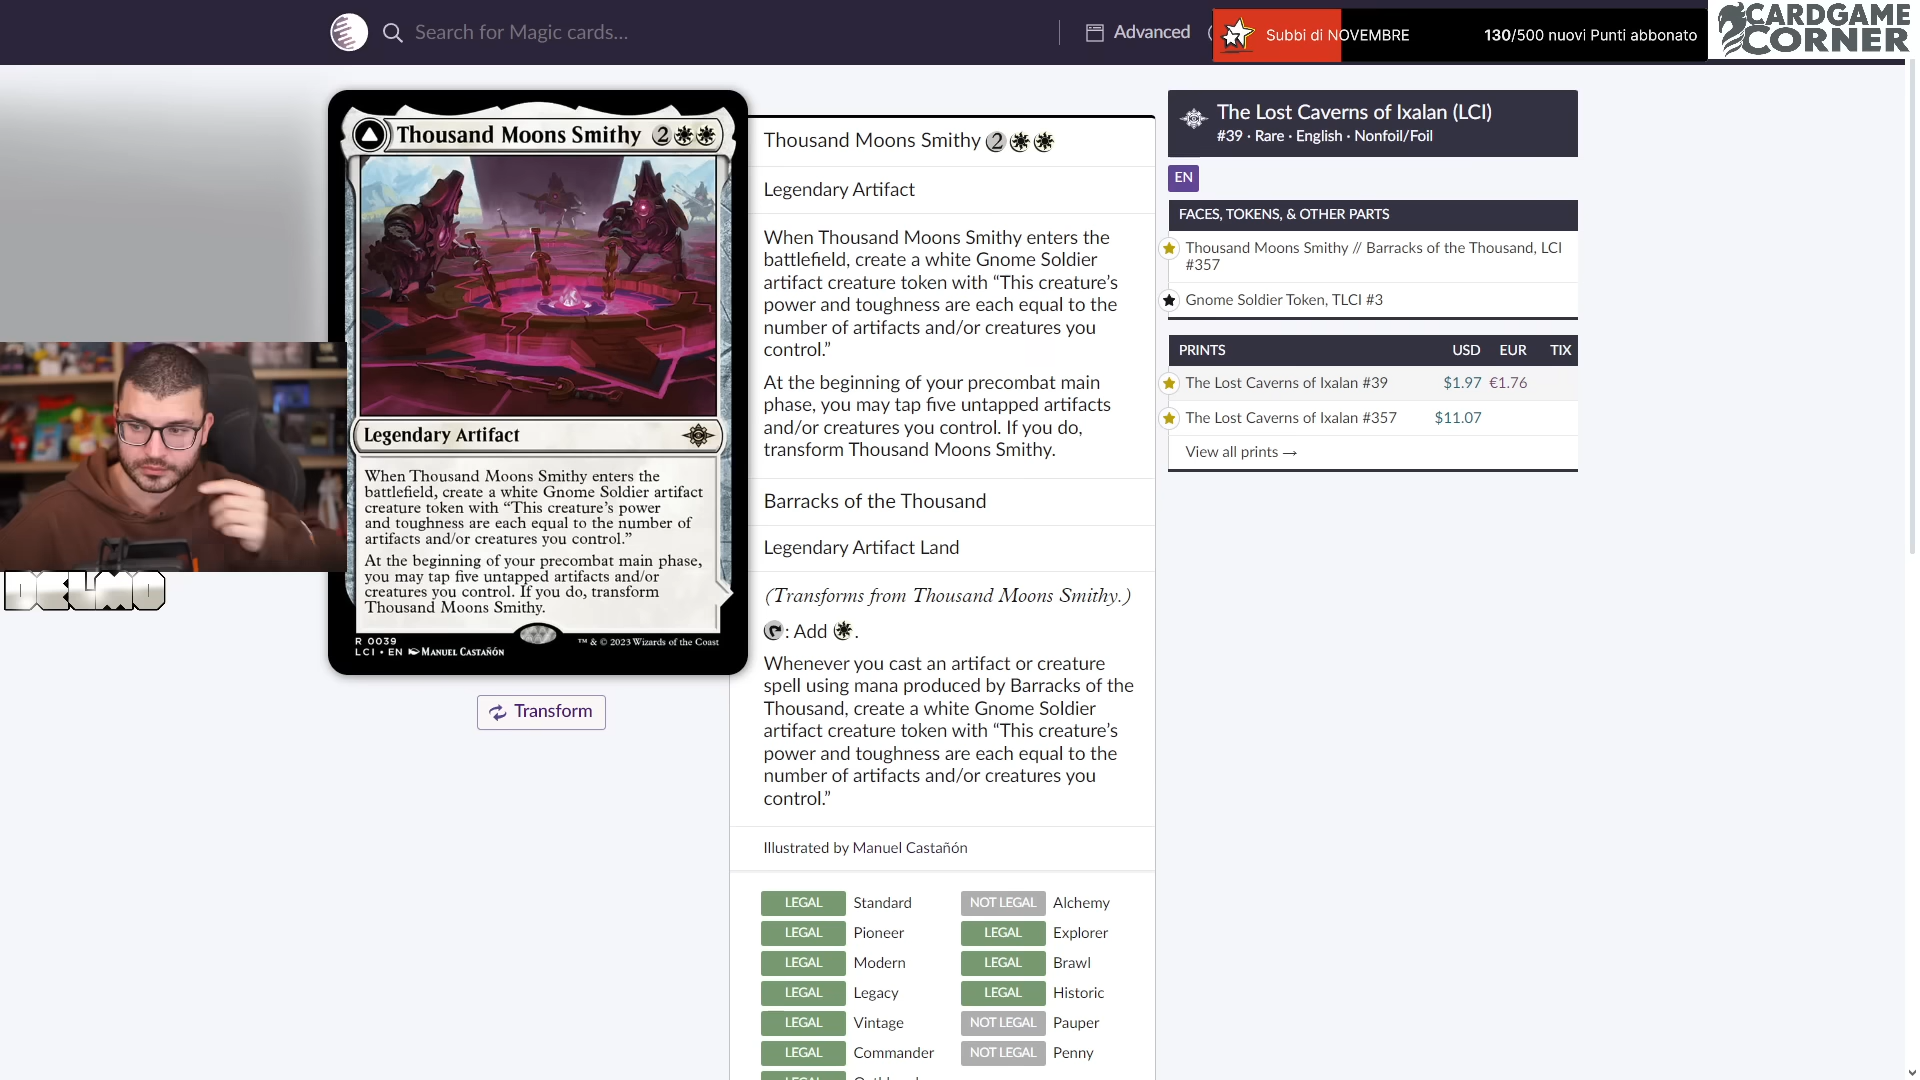 Search for Magic cards...
Advanced
Subbi di NOVEMBRE
130/500 nuovi Punti abbonato
CARDGAME
CORNER
Thousand Moons Smithy 2
Legendary Artifact
When Thousand Moons Smithy enters the
battlefield, create a white Gnome Soldier artifact
creature token with “This creature’s power
and toughness are each equal to the number of
artifacts and/or creatures you control.”
At the beginning of your precombat main phase,
you may tap five untapped artifacts and/or
creatures you control. If you do, transform
Thousand Moons Smithy.
R 0039
LCI • EN MANUEL CASTAÑÓN
™ & © 2023 Wizards of the Coast
Transform
DELMO
Thousand Moons Smithy 2
Legendary Artifact
When Thousand Moons Smithy enters the
battlefield, create a white Gnome Soldier
artifact creature token with “This creature’s
power and toughness are each equal to the
number of artifacts and/or creatures you
control.”
At the beginning of your precombat main
phase, you may tap five untapped artifacts
and/or creatures you control. If you do,
transform Thousand Moons Smithy.
Barracks of the Thousand
Legendary Artifact Land
(Transforms from Thousand Moons Smithy.)
: Add .
Whenever you cast an artifact or creature
spell using mana produced by Barracks of the
Thousand, create a white Gnome Soldier
artifact creature token with “This creature’s
power and toughness are each equal to the
number of artifacts and/or creatures you
control.”
Illustrated by Manuel Castañón
LEGAL Standard NOT LEGAL Alchemy
LEGAL Pioneer LEGAL Explorer
LEGAL Modern LEGAL Brawl
LEGAL Legacy LEGAL Historic
LEGAL Vintage NOT LEGAL Pauper
LEGAL Commander NOT LEGAL Penny
The Lost Caverns of Ixalan (LCI)
#39 · Rare · English · Nonfoil/Foil
EN
FACES, TOKENS, & OTHER PARTS
Thousand Moons Smithy // Barracks of the Thousand, LCI
#357
Gnome Soldier Token, TLCI #3
PRINTS USD EUR TIX
The Lost Caverns of Ixalan #39 $1.97 €1.76
The Lost Caverns of Ixalan #357 $11.07
View all prints →